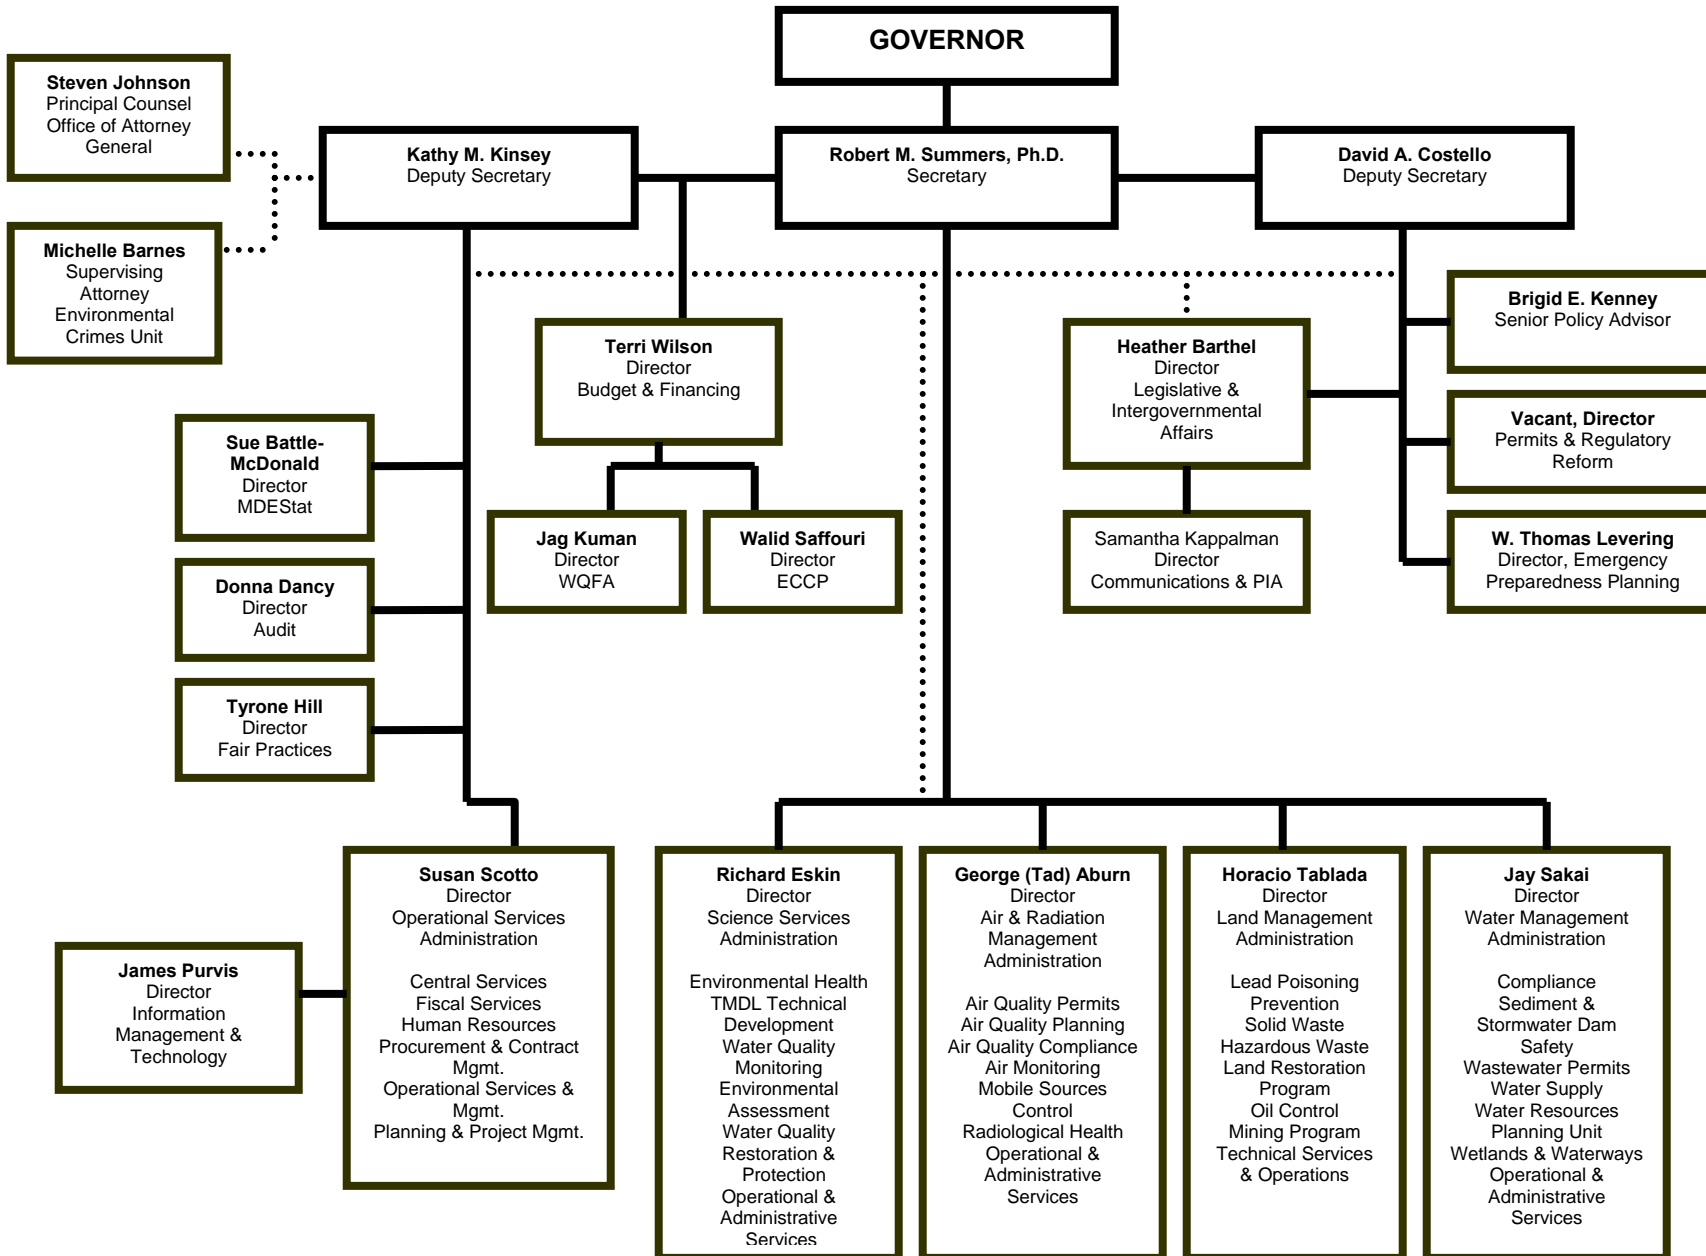 GOVERNOR
Steven Johnson
Principal Counsel
Office of Attorney
General
Kathy M. Kinsey
Deputy Secretary
Robert M. Summers, Ph.D.
Secretary
David A. Costello
Deputy Secretary
Michelle Barnes
Supervising
Attorney
Environmental
Crimes Unit
Brigid E. Kenney
Senior Policy Advisor
Terri Wilson
Director
Budget & Financing
Heather Barthel
Director
Legislative &
Intergovernmental
Affairs
Vacant, Director
Permits & Regulatory
Reform
Sue Battle-
McDonald
Director
MDEStat
Jag Kuman
Director
WQFA
Walid Saffouri
Director
ECCP
Samantha Kappalman
Director
Communications & PIA
W. Thomas Levering
Director, Emergency
Preparedness Planning
Donna Dancy
Director
Audit
Tyrone Hill
Director
Fair Practices
James Purvis
Director
Information
Management &
Technology
Susan Scotto
Director
Operational Services
Administration
Central Services
Fiscal Services
Human Resources
Procurement & Contract
Mgmt.
Operational Services &
Mgmt.
Planning & Project Mgmt.
Richard Eskin
Director
Science Services
Administration
Environmental Health
TMDL Technical
Development
Water Quality
Monitoring
Environmental
Assessment
Water Quality
Restoration &
Protection
Operational &
Administrative
Services
George (Tad) Aburn
Director
Air & Radiation
Management
Administration
Air Quality Permits
Air Quality Planning
Air Quality Compliance
Air Monitoring
Mobile Sources
Control
Radiological Health
Operational &
Administrative
Services
Horacio Tablada
Director
Land Management
Administration
Lead Poisoning
Prevention
Solid Waste
Hazardous Waste
Land Restoration
Program
Oil Control
Mining Program
Technical Services
& Operations
Jay Sakai
Director
Water Management
Administration
Compliance
Sediment &
Stormwater Dam
Safety
Wastewater Permits
Water Supply
Water Resources
Planning Unit
Wetlands & Waterways
Operational &
Administrative
Services